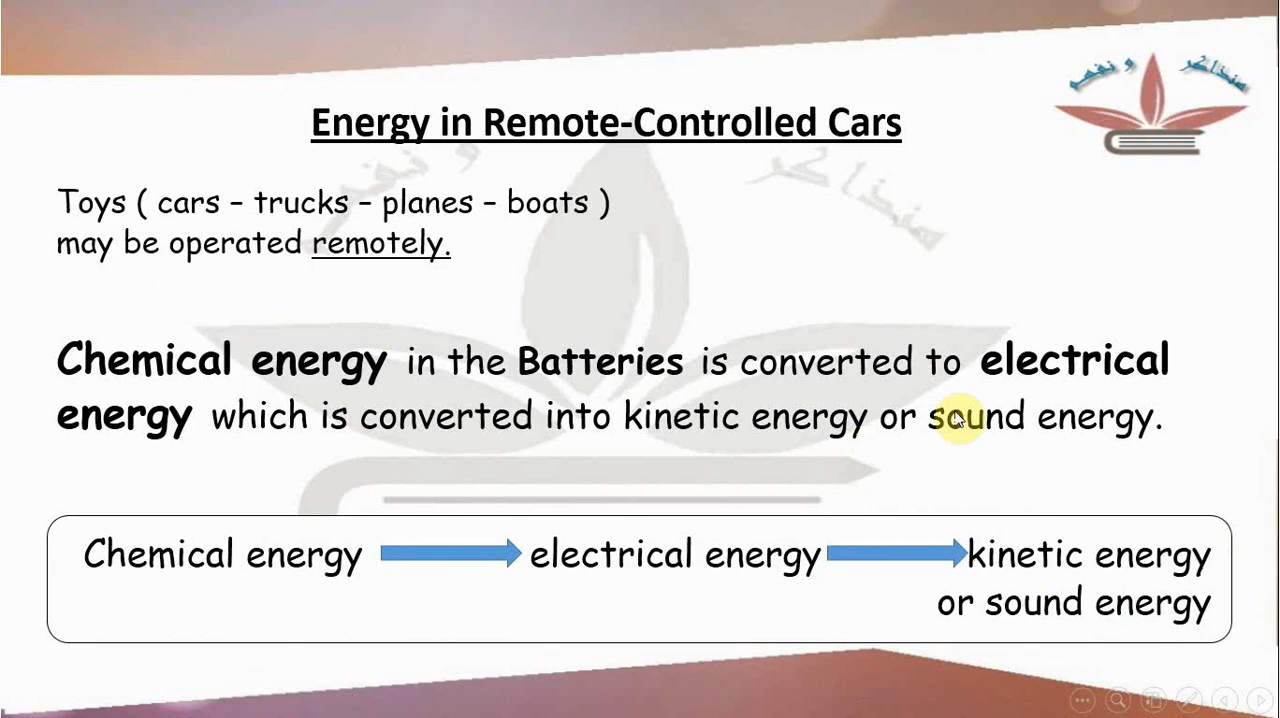 هنذاكر و نفهم
Energy in Remote-Controlled Cars
Toys ( cars – trucks – planes – boats )
may be operated remotely.
Chemical energy in the Batteries is converted to electrical
energy which is converted into kinetic energy or sound energy.
Chemical energy electrical energy kinetic energy
or sound energy